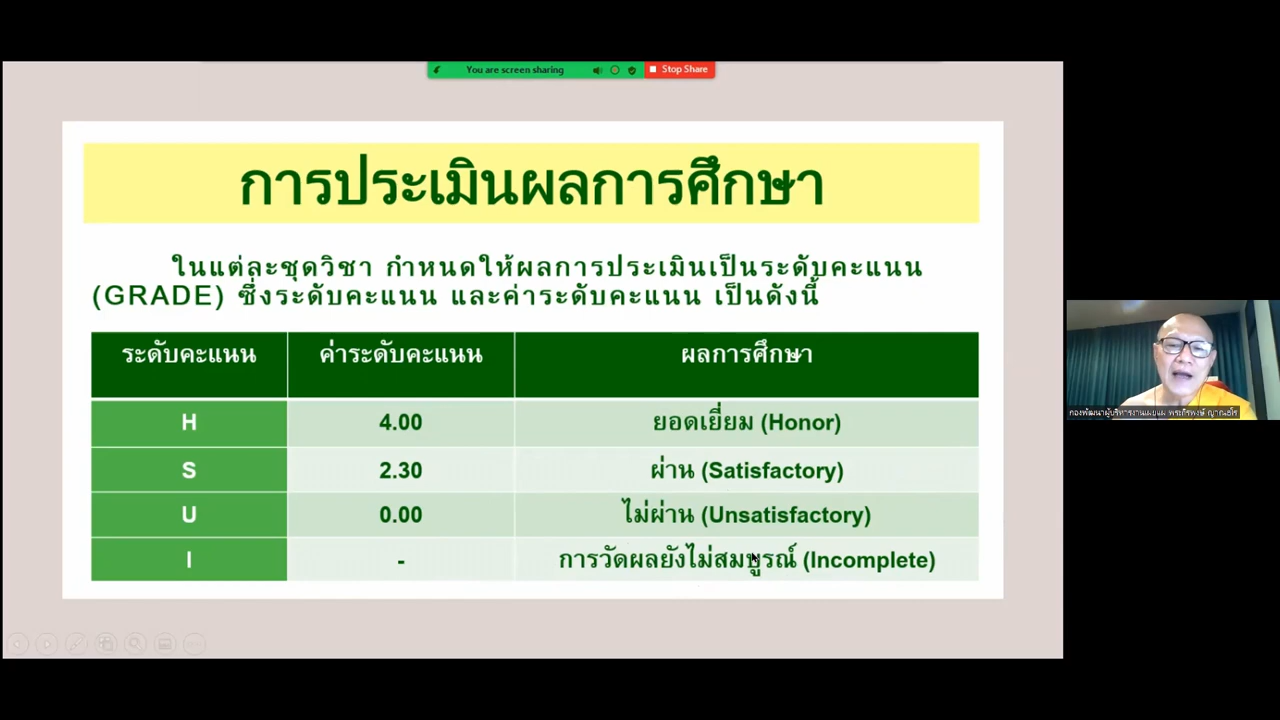 You are screen sharing
Stop Share
การประเมินผลการศึกษา
ในแต่ละชุดวิชา กำหนดให้ผลการประเมินเป็นระดับคะแนน
(GRADE) ซึ่งระดับคะแนน และค่าระดับคะแนน เป็นดังนี้
ระดับคะแนน ค่าระดับคะแนน ผลการศึกษา
H 4.00 ยอดเยี่ยม (Honor)
S 2.30 ผ่าน (Satisfactory)
U 0.00 ไม่ผ่าน (Unsatisfactory)
I - การวัดผลยังไม่สมบูรณ์ (Incomplete)